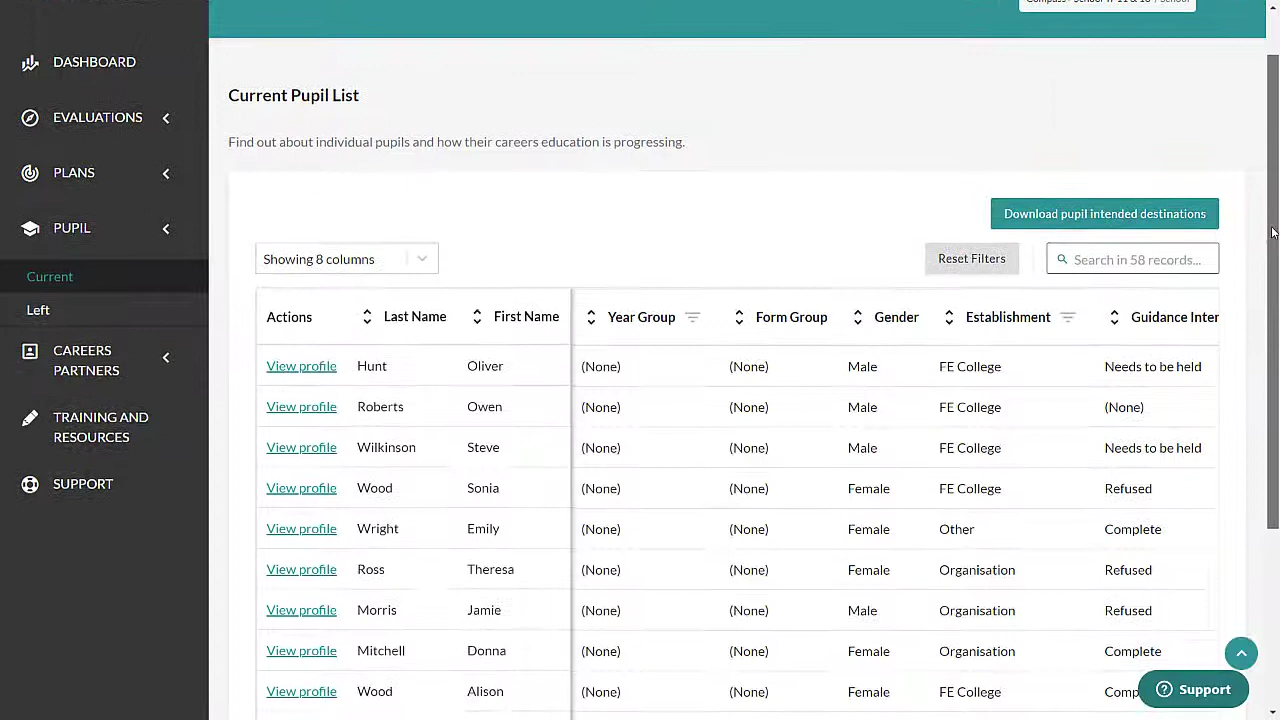 DASHBOARD
EVALUATIONS
PLANS
PUPIL
Current
Left
CAREERS
PARTNERS
TRAINING AND
RESOURCES
SUPPORT
Current Pupil List
Find out about individual pupils and how their careers education is progressing.
Download pupil intended destinations
Showing 8 columns
Reset Filters
Search in 58 records...
Actions Last Name First Name Year Group Form Group Gender Establishment Guidance Inter
View profile Hunt Oliver (None) (None) Male FE College Needs to be held
View profile Roberts Owen (None) (None) Male FE College (None)
View profile Wilkinson Steve (None) (None) Male FE College Needs to be held
View profile Wood Sonia (None) (None) Female FE College Refused
View profile Wright Emily (None) (None) Female Other Complete
View profile Ross Theresa (None) (None) Female Organisation Refused
View profile Morris Jamie (None) (None) Male Organisation Refused
View profile Mitchell Donna (None) (None) Female Organisation Complete
View profile Wood Alison (None) (None) Female FE College Comp
Support